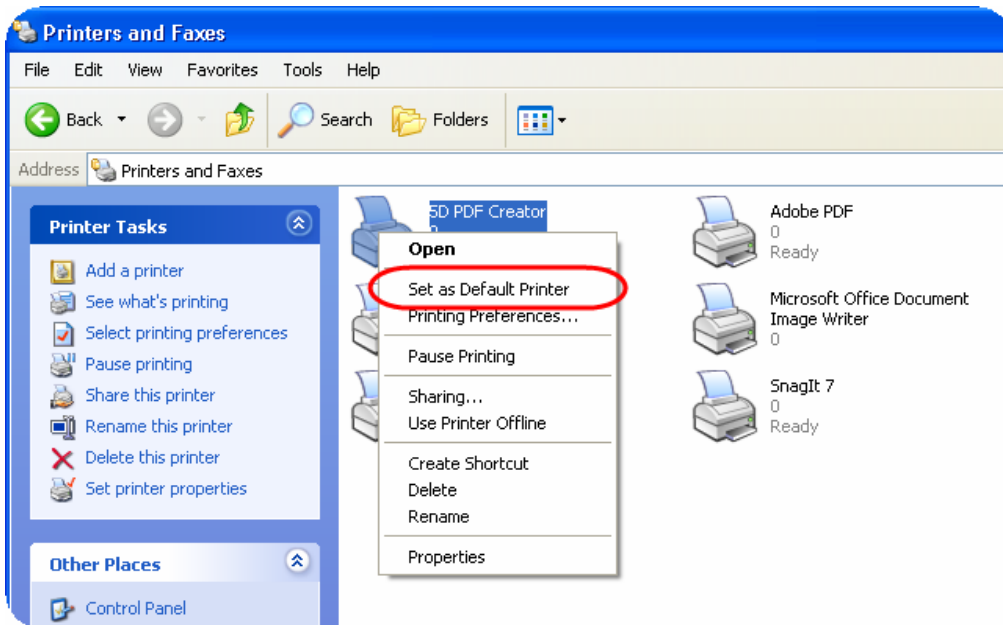 Printers and Faxes
File Edit View Favorites Tools Help
Back Search Folders
Address Printers and Faxes
Printer Tasks
Add a printer
See what's printing
Select printing preferences
Pause printing
Share this printer
Rename this printer
Delete this printer
Set printer properties
Other Places
Control Panel
5D PDF Creator
0
Open
Set as Default Printer
Printing Preferences...
Pause Printing
Sharing...
Use Printer Offline
Create Shortcut
Delete
Rename
Properties
Adobe PDF
0
Ready
Microsoft Office Document
Image Writer
0
SnagIt 7
0
Ready